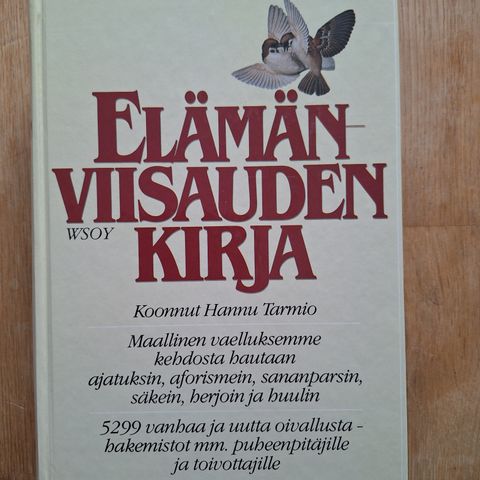 ELÄMÄN-
VIISAUDEN
WSOY KIRJA
Koonnut Hannu Tarmio
Maallinen vaelluksemme
kehdosta hautaan
ajatuksin, aforismein, sananparsin,
säkein, herjoin ja huulin
5299 vanhaa ja uutta oivallusta -
hakemistot mm. puheenpitäjille
ja toivottajille